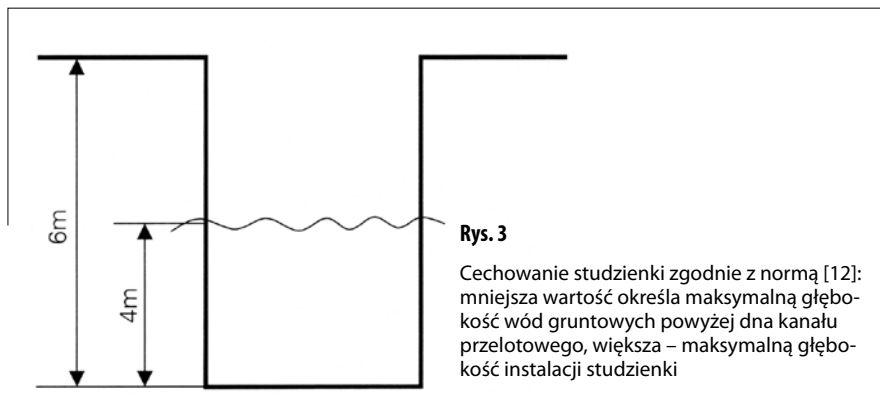 6m
4m
Rys. 3
Cechowanie studzienki zgodnie z normą [12]:
mniejsza wartość określa maksymalną głębo-
kość wód gruntowych powyżej dna kanału
przelotowego, większa – maksymalną głębo-
kość instalacji studzienki